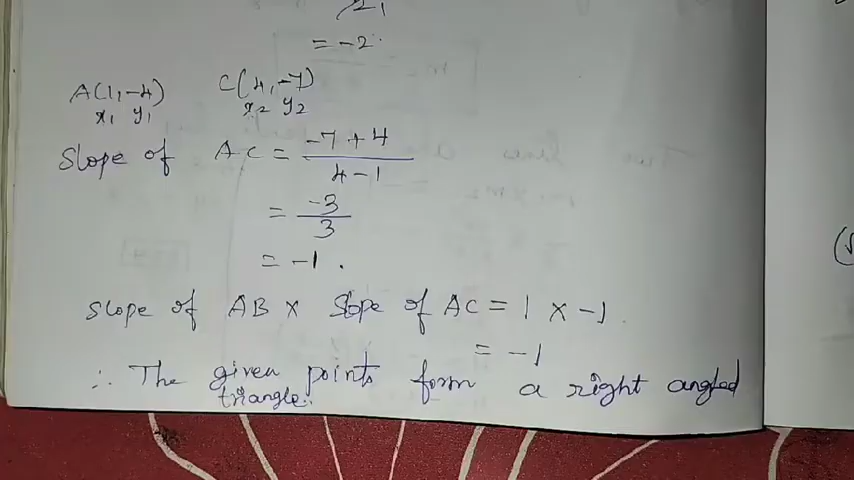 = -2
A(1, -4) C(4, -7)
x₁ y₁ x₂ y₂
Slope of AC = -7+4 / 4-1
= -3 / 3
= -1.
Slope of AB x Slope of AC = 1 x -1
= -1
∴ The given points form a right angled
triangle.